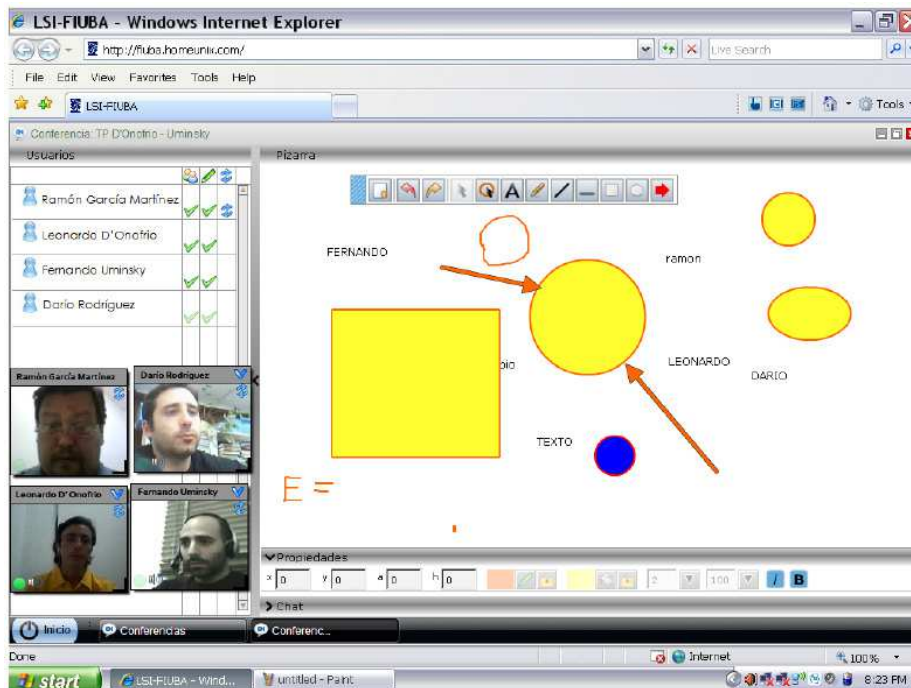 LSI-FIUBA - Windows Internet Explorer
http://fiuba.homeunix.com/
Live Search
File Edit View Favorites Tools Help
LSI-FIUBA
Tools
Conferencia: TP D'Onofrio - Uminsky
Usuarios
Pizarra
Ramón García Martínez
Leonardo D'Onofrio
Fernando Uminsky
Darío Rodríguez
A
FERNANDO
ramon
pio
LEONARDO
DARIO
TEXTO
E =
Ramón García Martínez
Darío Rodríguez
Leonardo D'Onofrio
Fernando Uminsky
Propiedades
x 0 y 0 a 0 h 0 2 100 I B
Chat
Inicio Conferencias Conferenc...
Done Internet 100%
start LSI-FIUBA - Wind... untitled - Paint 8:23 PM